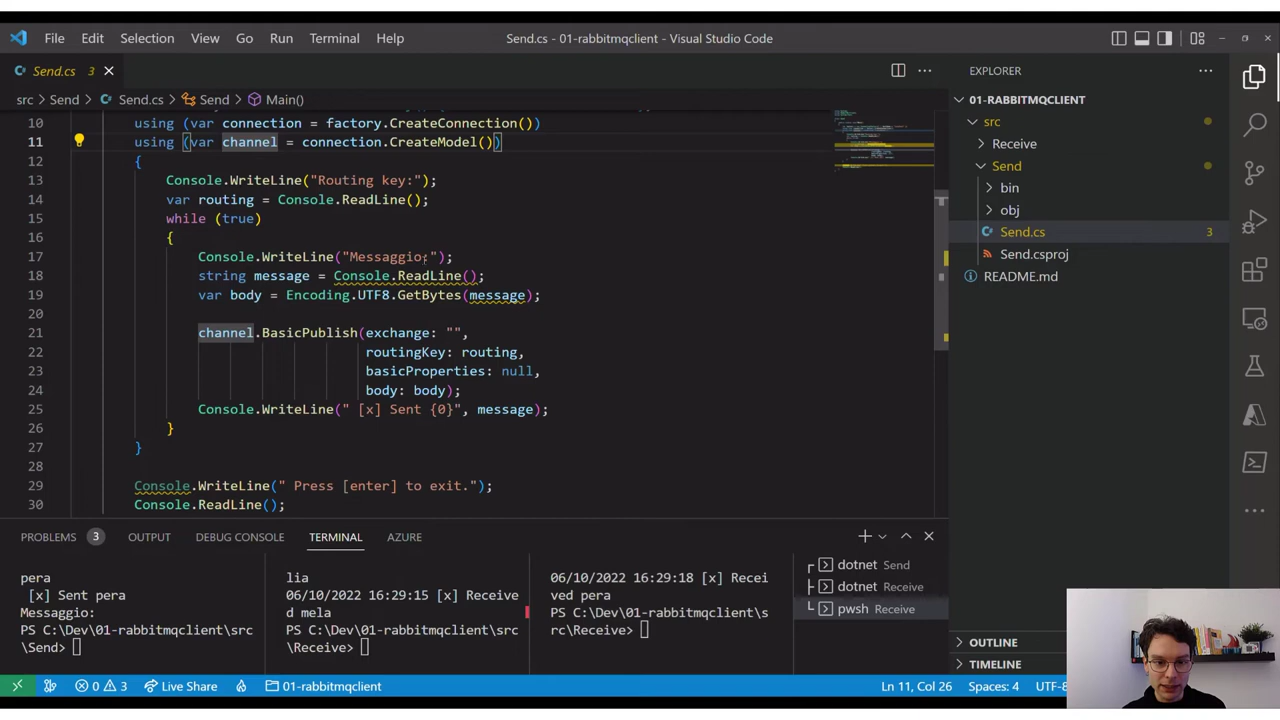 File Edit Selection View Go Run Terminal Help
Send.cs - 01-rabbitmqclient - Visual Studio Code
Send.cs 3
src > Send > Send.cs > Send > Main()
10 using (var connection = factory.CreateConnection())
11 using (var channel = connection.CreateModel())
12 {
13 Console.WriteLine("Routing key:");
14 var routing = Console.ReadLine();
15 while (true)
16 {
17 Console.WriteLine("Messaggio:");
18 string message = Console.ReadLine();
19 var body = Encoding.UTF8.GetBytes(message);
20
21 channel.BasicPublish(exchange: "",
22 routingKey: routing,
23 basicProperties: null,
24 body: body);
25 Console.WriteLine(" [x] Sent {0}", message);
26 }
27 }
28
29 Console.WriteLine(" Press [enter] to exit.");
30 Console.ReadLine();
EXPLORER
01-RABBITMQCLIENT
src
Receive
Send
bin
obj
Send.cs 3
Send.csproj
README.md
OUTLINE
TIMELINE
PROBLEMS 3 OUTPUT DEBUG CONSOLE TERMINAL AZURE
pera
[x] Sent pera
Messaggio:
PS C:\Dev\01-rabbitmqclient\src
\Send>
lia
06/10/2022 16:29:15 [x] Receive
d mela
PS C:\Dev\01-rabbitmqclient\src
\Receive>
06/10/2022 16:29:18 [x] Recei
ved pera
PS C:\Dev\01-rabbitmqclient\s
rc\Receive>
dotnet Send
dotnet Receive
pwsh Receive
0 3 Live Share 01-rabbitmqclient Ln 11, Col 26 Spaces: 4 UTF-8